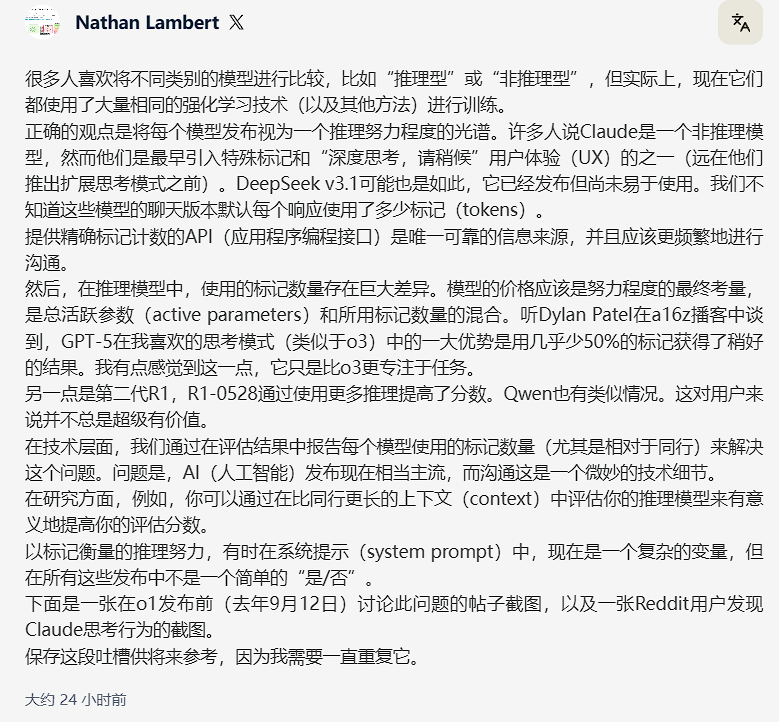 Nathan Lambert X
很多人喜欢将不同类别的模型进行比较，比如“推理型”或“非推理型”，但实际上，现在它们
都使用了大量相同的强化学习技术（以及其他方法）进行训练。
正确的观点是将每个模型发布视为一个推理努力程度的光谱。许多人说Claude是一个非推理模
型，然而他们是最早引入特殊标记和“深度思考，请稍候”用户体验（UX）的之一（远在他们
推出扩展思考模式之前）。DeepSeek v3.1可能也是如此，它已经发布但尚未易于使用。我们不
知道这些模型的聊天版本默认每个响应使用了多少标记（tokens）。
提供精确标记计数的API（应用程序编程接口）是唯一可靠的信息来源，并且应该更频繁地进行
沟通。
然后，在推理模型中，使用的标记数量存在巨大差异。模型的价格应该是努力程度的最终考量，
是总活跃参数（active parameters）和所用标记数量的混合。听Dylan Patel在a16z播客中谈
到，GPT-5在我喜欢的思考模式（类似于o3）中的一大优势是用几乎少50%的标记获得了稍好
的结果。我有点感觉到这一点，它只是比o3更专注于任务。
另一点是第二代R1，R1-0528通过使用更多推理提高了分数。Qwen也有类似情况。这对用户来
说并不总是超级有价值。
在技术层面，我们通过在评估结果中报告每个模型使用的标记数量（尤其是相对于同行）来解决
这个问题。问题是，AI（人工智能）发布现在相当主流，而沟通这是一个微妙的技术细节。
在研究方面，例如，你可以通过在比同行更长的上下文（context）中评估你的推理模型来有意
义地提高你的评估分数。
以标记衡量的推理努力，有时在系统提示（system prompt）中，现在是一个复杂的变量，但
在所有这些发布中不是一个简单的“是/否”。
下面是一张在o1发布前（去年9月12日）讨论此问题的帖子截图，以及一张Reddit用户发现
Claude思考行为的截图。
保存这段吐槽供将来参考，因为我需要一直重复它。
大约 24 小时前